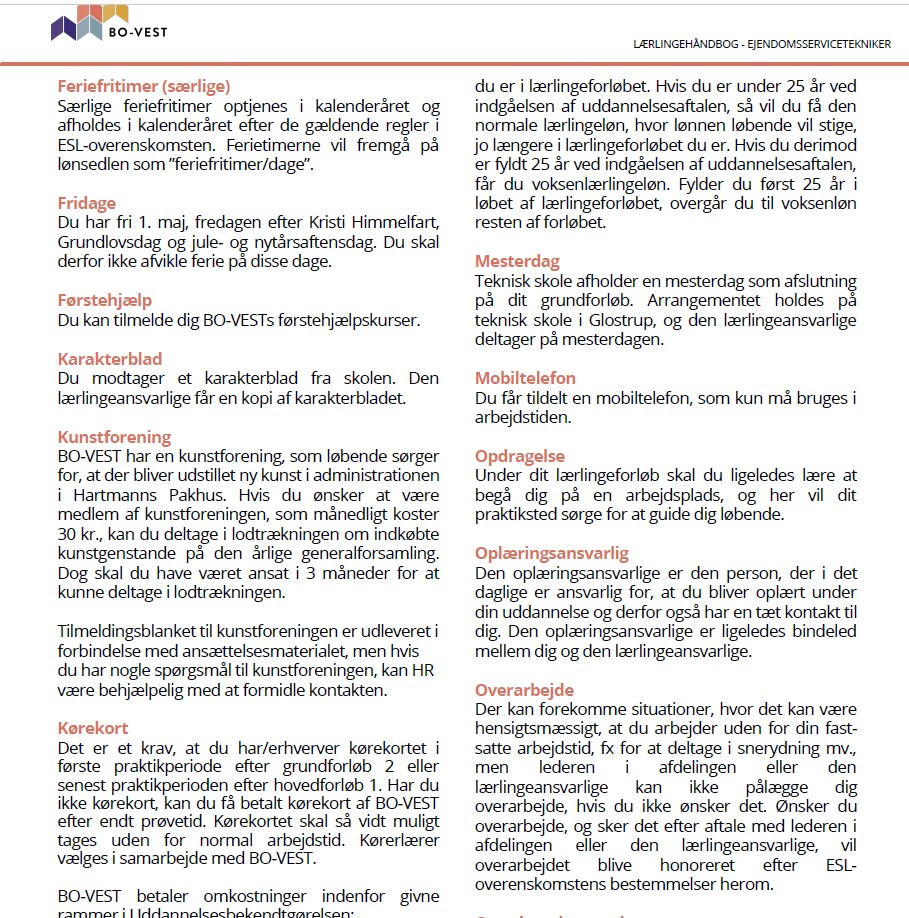 BO-VEST
LÆRLINGEHÅNDBOG - EJENDOMSSERVICETEKNIKER
Feriefritimer (særlige)
Særlige feriefritimer optjenes i kalenderåret og
afholdes i kalenderåret efter de gældende regler i
ESL-overenskomsten. Ferietimerne vil fremgå på
lønsedlen som ”feriefritimer/dage”.
Fridage
Du har fri 1. maj, fredagen efter Kristi Himmelfart,
Grundlovsdag og jule- og nytårsaftensdag. Du skal
derfor ikke afvikle ferie på disse dage.
Førstehjælp
Du kan tilmelde dig BO-VESTs førstehjælpskurser.
Karakterblad
Du modtager et karakterblad fra skolen. Den
lærlingeansvarlige får en kopi af karakterbladet.
Kunstforening
BO-VEST har en kunstforening, som løbende sørger
for, at der bliver udstillet ny kunst i administrationen
i Hartmanns Pakhus. Hvis du ønsker at være
medlem af kunstforeningen, som månedligt koster
30 kr., kan du deltage i lodtrækningen om indkøbte
kunstgenstande på den årlige generalforsamling.
Dog skal du have været ansat i 3 måneder for at
kunne deltage i lodtrækningen.
Tilmeldingsblanket til kunstforeningen er udleveret i
forbindelse med ansættelsesmaterialet, men hvis
du har nogle spørgsmål til kunstforeningen, kan HR
være behjælpelig med at formidle kontakten.
Kørekort
Det er et krav, at du har/erhverver kørekortet i
første praktikperiode efter grundforløb 2 eller
senest praktikperioden efter hovedforløb 1. Har du
ikke kørekort, kan du få betalt kørekort af BO-VEST
efter endt prøvetid. Kørekortet skal så vidt muligt
tages uden for normal arbejdstid. Kørerlærer
vælges i samarbejde med BO-VEST.
BO-VEST betaler omkostninger indenfor givne
rammer i Uddannelsesbekendtgørelsen:
du er i lærlingeforløbet. Hvis du er under 25 år ved
indgåelsen af uddannelsesaftalen, så vil du få den
normale lærlingeløn, hvor lønnen løbende vil stige,
jo længere i lærlingeforløbet du er. Hvis du derimod
er fyldt 25 år ved indgåelsen af uddannelsesaftalen,
får du voksenlærlingeløn. Fylder du først 25 år i
løbet af lærlingeforløbet, overgår du til voksenløn
resten af forløbet.
Mesterdag
Teknisk skole afholder en mesterdag som afslutning
på dit grundforløb. Arrangementet holdes på
teknisk skole i Glostrup, og den lærlingeansvarlige
deltager på mesterdagen.
Mobiltelefon
Du får tildelt en mobiltelefon, som kun må bruges i
arbejdstiden.
Opdragelse
Under dit lærlingeforløb skal du ligeledes lære at
begå dig på en arbejdsplads, og her vil dit
praktiksted sørge for at guide dig løbende.
Oplæringsansvarlig
Den oplæringsansvarlige er den person, der i det
daglige er ansvarlig for, at du bliver oplært under
din uddannelse og derfor også har en tæt kontakt til
dig. Den oplæringsansvarlige er ligeledes bindeled
mellem dig og den lærlingeansvarlige.
Overarbejde
Der kan forekomme situationer, hvor det kan være
hensigtsmæssigt, at du arbejder uden for din fast-
satte arbejdstid, fx for at deltage i snerydning mv.,
men lederen i afdelingen eller den
lærlingeansvarlige kan ikke pålægge dig
overarbejde, hvis du ikke ønsker det. Ønsker du
overarbejde, og sker det efter aftale med lederen i
afdelingen eller den lærlingeansvarlige, vil
overarbejdet blive honoreret efter ESL-
overenskomstens bestemmelser herom.